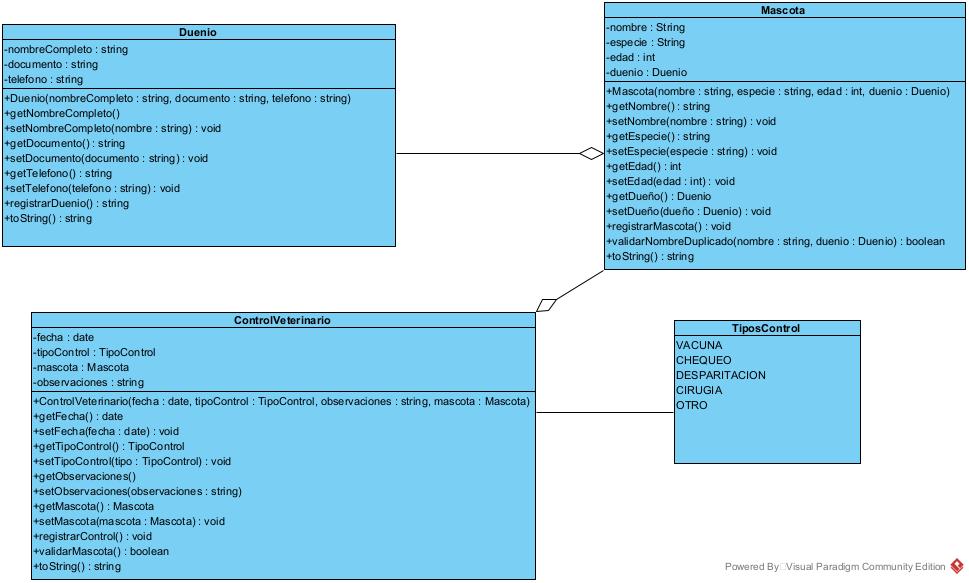 Duenio
-nombreCompleto : string
-documento : string
-telefono : string
+Duenio(nombreCompleto : string, documento : string, telefono : string)
+getNombreCompleto()
+setNombreCompleto(nombre : string) : void
+getDocumento() : string
+setDocumento(documento : string) : void
+getTelefono() : string
+setTelefono(telefono : string) : void
+registrarDuenio() : string
+toString() : string
Mascota
-nombre : String
-especie : String
-edad : int
-duenio : Duenio
+Mascota(nombre : string, especie : string, edad : int, duenio : Duenio)
+getNombre() : string
+setNombre(nombre : string) : void
+getEspecie() : string
+setEspecie(especie : string) : void
+getEdad() : int
+setEdad(edad : int) : void
+getDueño() : Duenio
+setDueño(dueño : Duenio) : void
+registrarMascota() : void
+validarNombreDuplicado(nombre : string, duenio : Duenio) : boolean
+toString() : string
ControlVeterinario
-fecha : date
-tipoControl : TipoControl
-mascota : Mascota
-observaciones : string
+ControlVeterinario(fecha : date, tipoControl : TipoControl, observaciones : string, mascota : Mascota)
+getFecha() : date
+setFecha(fecha : date) : void
+getTipoControl() : TipoControl
+setTipoControl(tipo : TipoControl) : void
+getObservaciones()
+setObservaciones(observaciones : string)
+getMascota() : Mascota
+setMascota(mascota : Mascota) : void
+registrarControl() : void
+validarMascota() : boolean
+toString() : string
TiposControl
VACUNA
CHEQUEO
DESPARITACION
CIRUGIA
OTRO
Powered By Visual Paradigm Community Edition